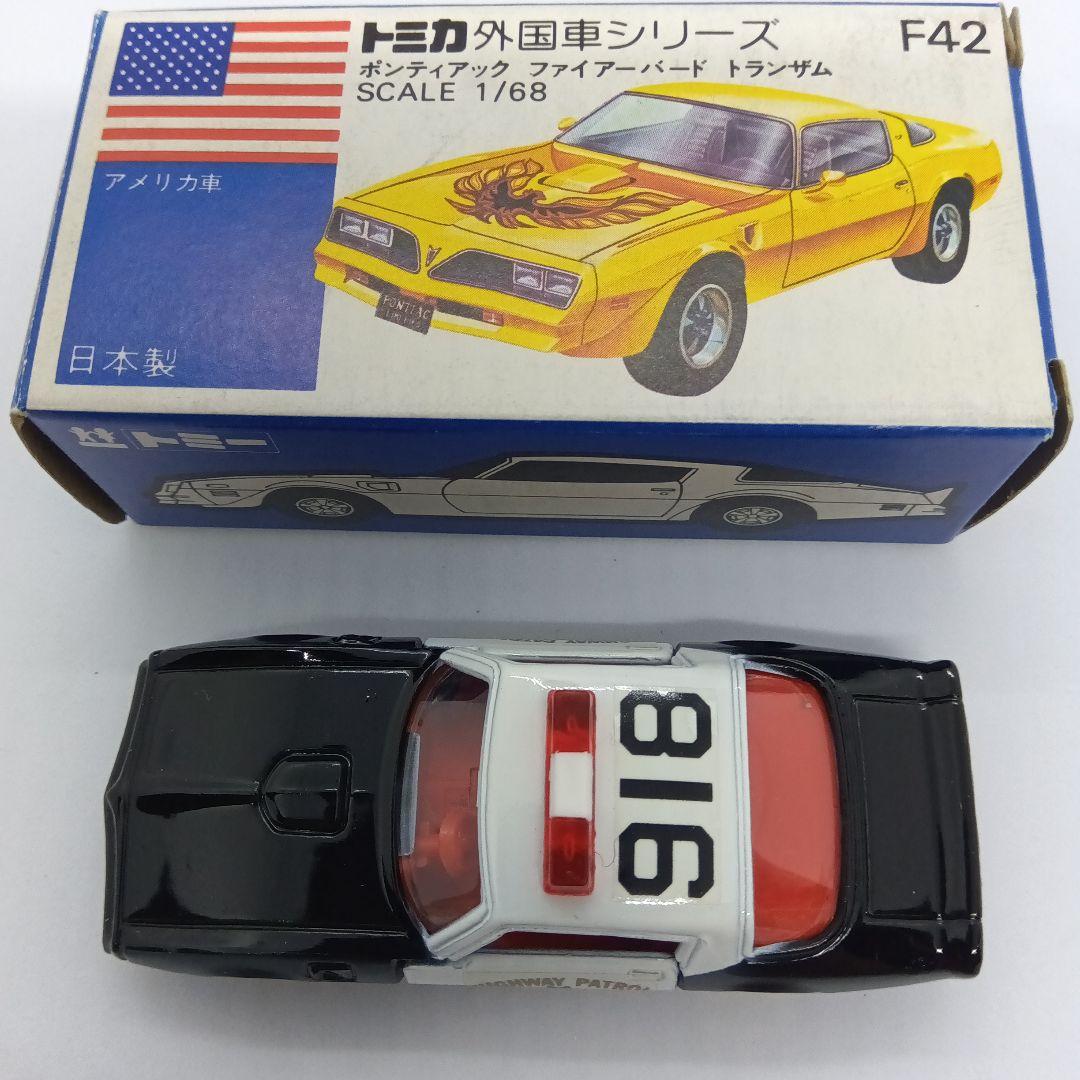 トミカ外国車シリーズ
F42
ポンティアック ファイアーバード トランザム
SCALE 1/68
アメリカ車
PONTIAC
日本製
トミー
816
HIGHWAY PATROL